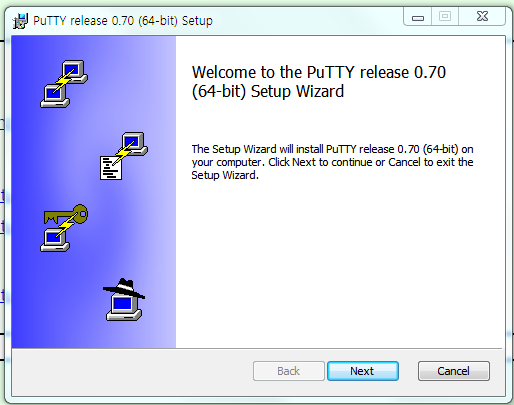 PuTTY release 0.70 (64-bit) Setup
Welcome to the PuTTY release 0.70
(64-bit) Setup Wizard
The Setup Wizard will install PuTTY release 0.70 (64-bit) on
your computer. Click Next to continue or Cancel to exit the
Setup Wizard.
Back
Next
Cancel